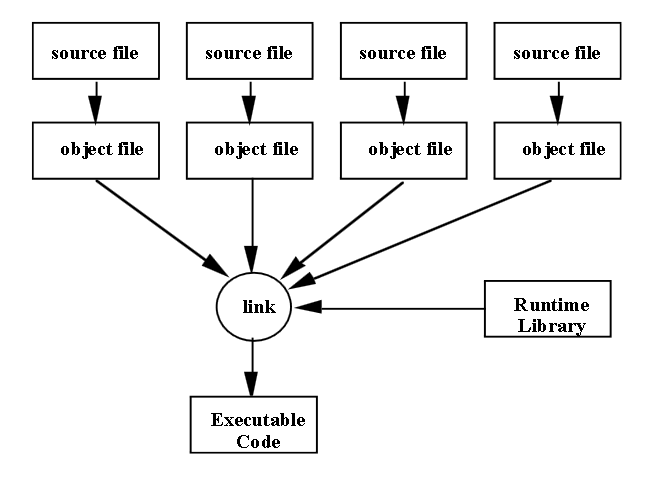 source file
source file
source file
source file
object file
object file
object file
object file
link
Runtime
Library
Executable
Code